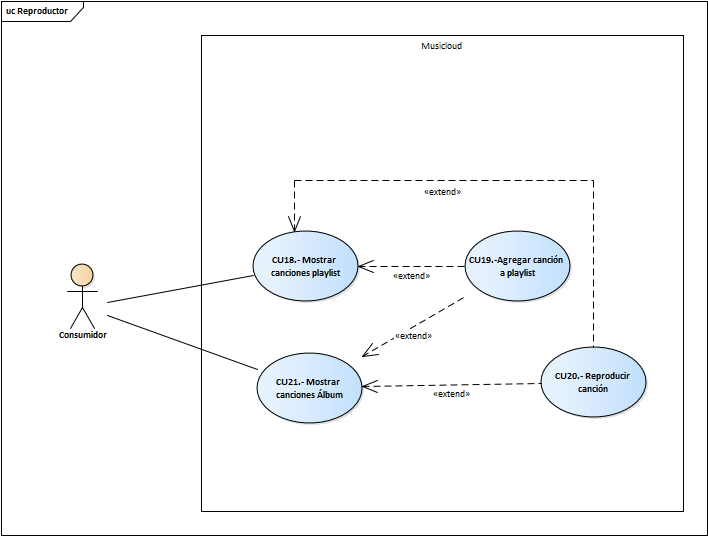 uc Reproductor
Musicloud
«extend»
CU18.- Mostrar
canciones playlist
CU19.-Agregar canción
a playlist
«extend»
Consumidor
«extend»
CU21.- Mostrar
canciones Álbum
CU20.- Reproducir
canción
«extend»